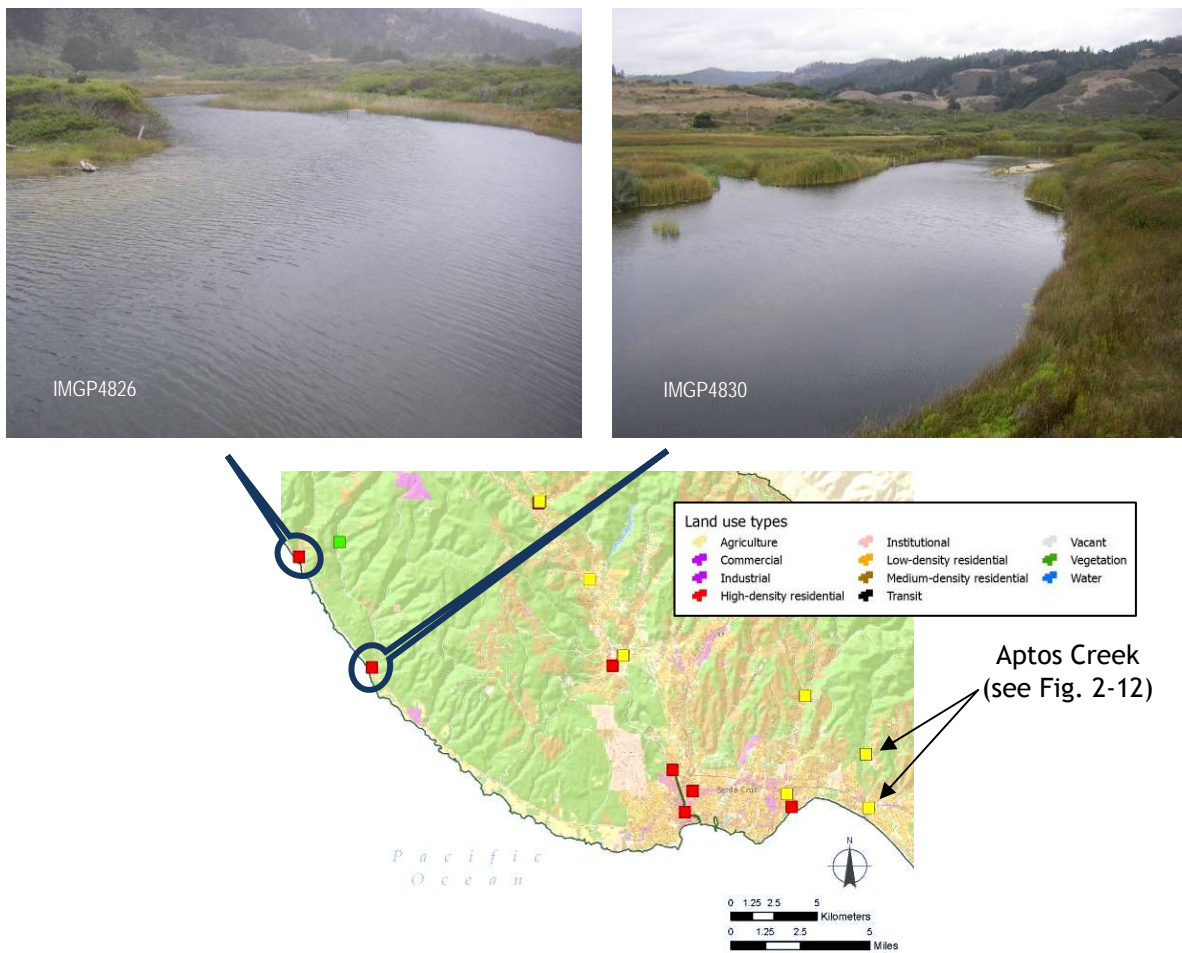 IMGP4826
IMGP4830
Land use types
Agriculture
Commercial
Industrial
High-density residential
Institutional
Low-density residential
Medium-density residential
Transit
Vacant
Vegetation
Water
Aptos Creek
(see Fig. 2-12)
Santa Cruz
Pacific
Ocean
N
0 1.25 2.5 5
Kilometers
0 1.25 2.5 5
Miles